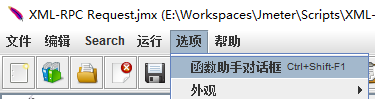 XML-RPC Request.jmx (E:\Workspaces\Jmeter\Scripts\XML-
文件 编辑 Search 运行 选项 帮助
函数助手对话框 Ctrl+Shift-F1
外观